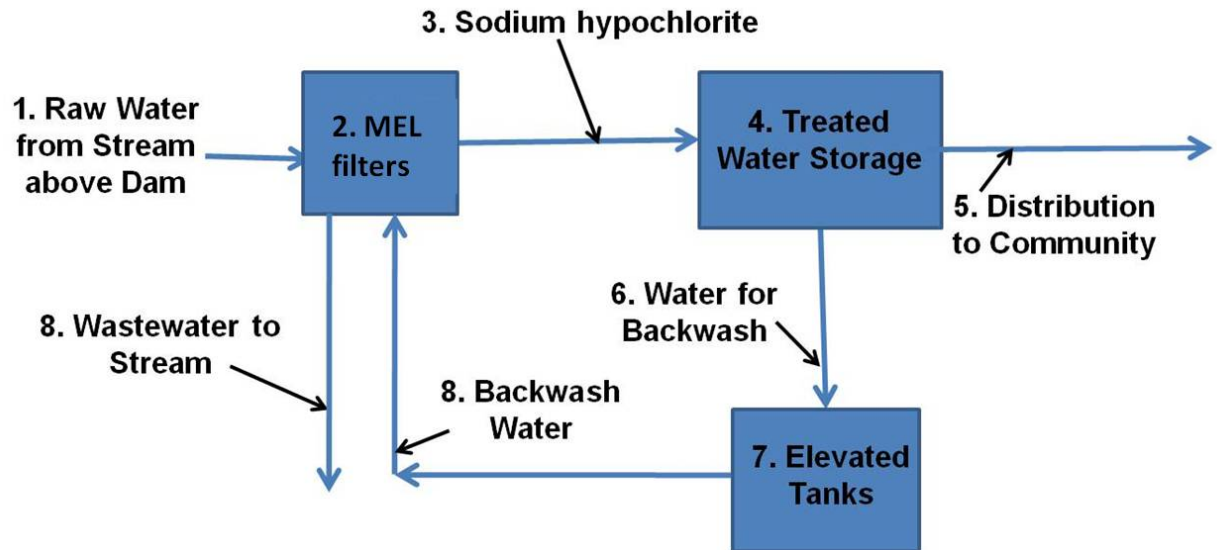 3. Sodium hypochlorite
1. Raw Water
from Stream
above Dam
2. MEL
filters
4. Treated
Water Storage
5. Distribution
to Community
6. Water for
Backwash
8. Wastewater to
Stream
8. Backwash
Water
7. Elevated
Tanks